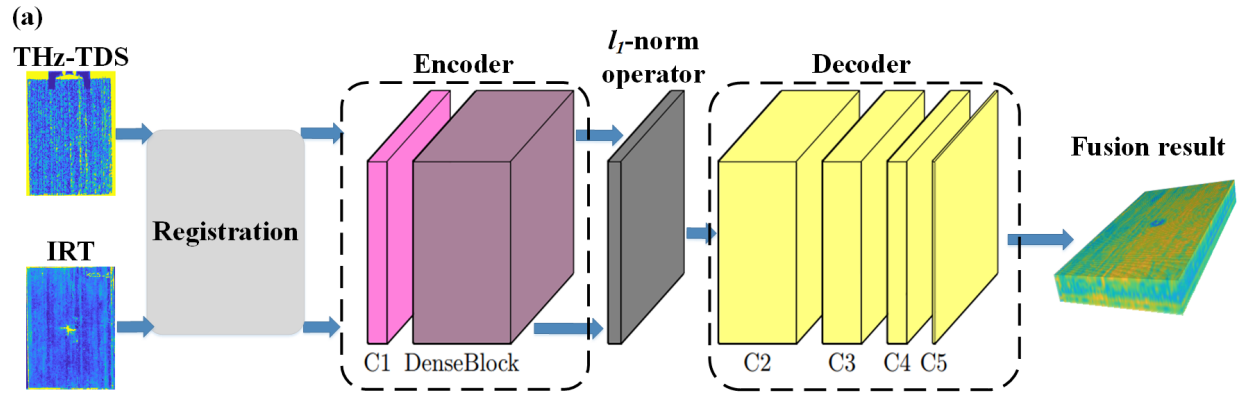 (a)
THz-TDS
IRT
Registration
Encoder
C1
DenseBlock
l1-norm
operator
Decoder
C2
C3
C4
C5
Fusion result